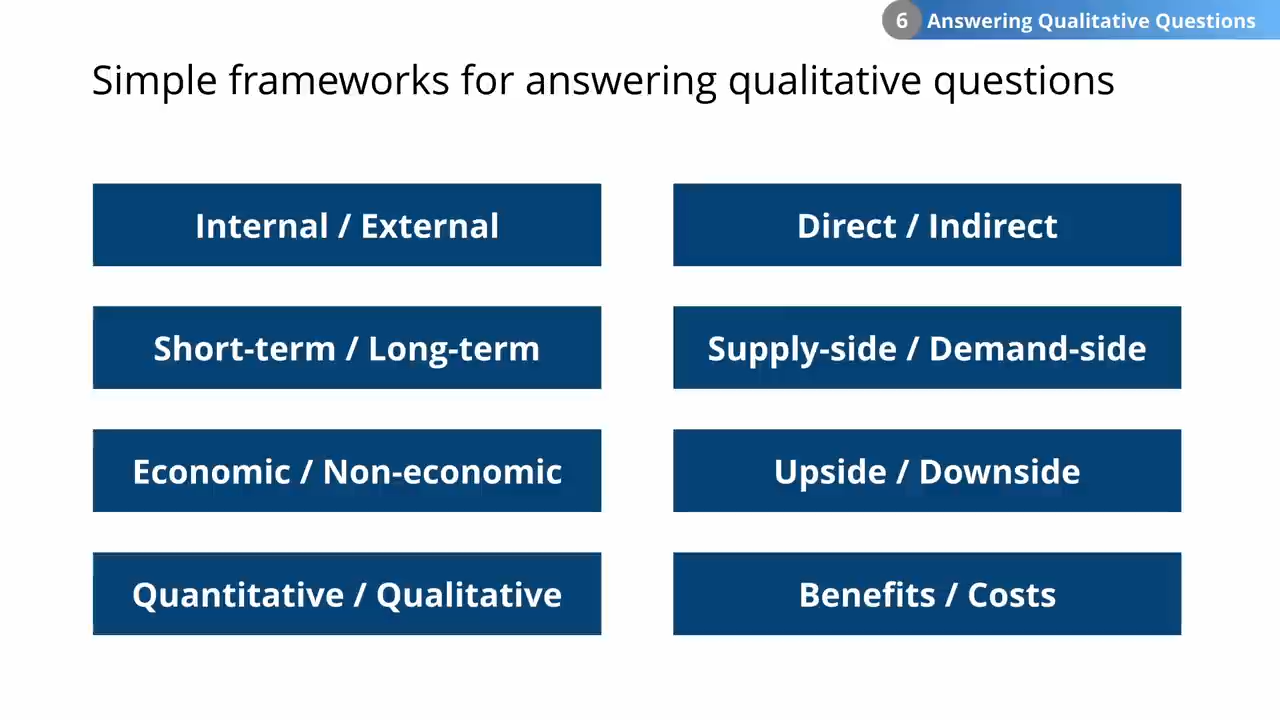 6 Answering Qualitative Questions
Simple frameworks for answering qualitative questions
Internal / External
Direct / Indirect
Short-term / Long-term
Supply-side / Demand-side
Economic / Non-economic
Upside / Downside
Quantitative / Qualitative
Benefits / Costs